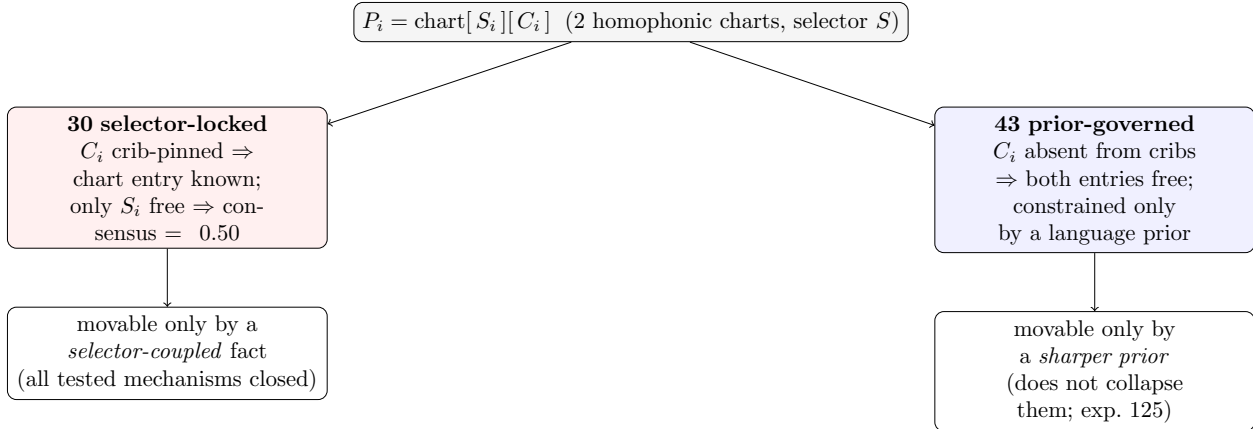 P_i = chart[ S_i ][ C_i ] (2 homophonic charts, selector S)
30 selector-locked
C_i crib-pinned ⇒
chart entry known;
only S_i free ⇒ con-
sensus = 0.50
43 prior-governed
C_i absent from cribs
⇒ both entries free;
constrained only
by a language prior
movable only by a
selector-coupled fact
(all tested mechanisms closed)
movable only by
a sharper prior
(does not collapse
them; exp. 125)